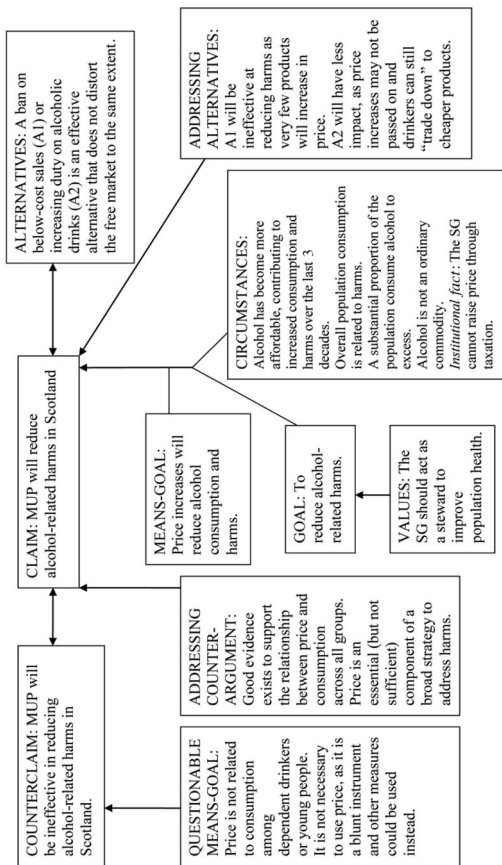 COUNTERCLAIM: MUP will
be ineffective in reducing
alcohol-related harms in
Scotland.
CLAIM: MUP will reduce
alcohol-related harms in Scotland
ALTERNATIVES: A ban on
below-cost sales (A1) or
increasing duty on alcoholic
drinks (A2) is an effective
alternative that does not distort
the free market to the same extent.
QUESTIONABLE
MEANS-GOAL:
Price is not related
to consumption
among
dependent drinkers
or young people.
It is not necessary
to use price, as it is
a blunt instrument
and other measures
could be used
instead.
ADDRESSING
COUNTER-
ARGUMENT:
Good evidence
exists to support
the relationship
between price and
consumption
across all groups.
Price is an
essential (but not
sufficient)
component of a
broad strategy to
address harms.
MEANS-GOAL:
Price increases will
reduce alcohol
consumption and
harms.
GOAL: To
reduce alcohol-
related harms.
VALUES: The
SG should act as
a steward to
improve
population health.
CIRCUMSTANCES:
Alcohol has become more
affordable, contributing to
increased consumption and
harms over the last 3
decades.
Overall population consumption
is related to harms.
A substantial proportion of the
population consume alcohol to
excess.
Alcohol is not an ordinary
commodity.
Institutional fact: The SG
cannot raise price through
taxation.
ADDRESSING
ALTERNATIVES:
A1 will be
ineffective at
reducing harms as
very few products
will increase in
price.
A2 will have less
impact, as price
increases may not be
passed on and
drinkers can still
“trade down” to
cheaper products.